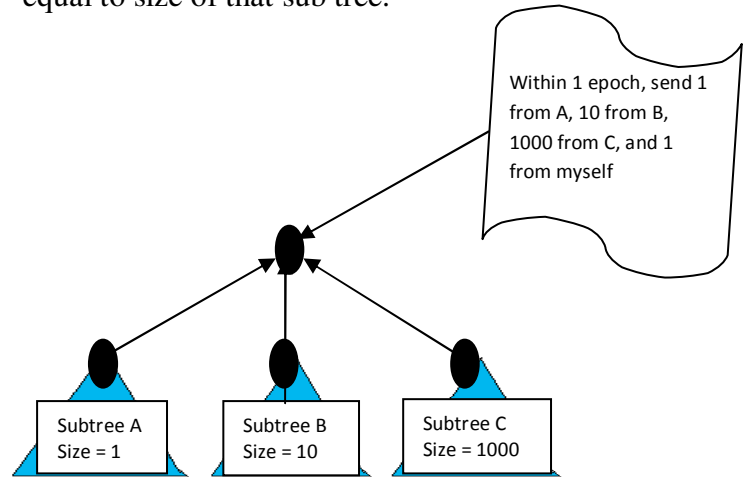 equal to size of that sub tree.
Within 1 epoch, send 1
from A, 10 from B,
1000 from C, and 1
from myself
Subtree A
Size = 1
Subtree B
Size = 10
Subtree C
Size = 1000